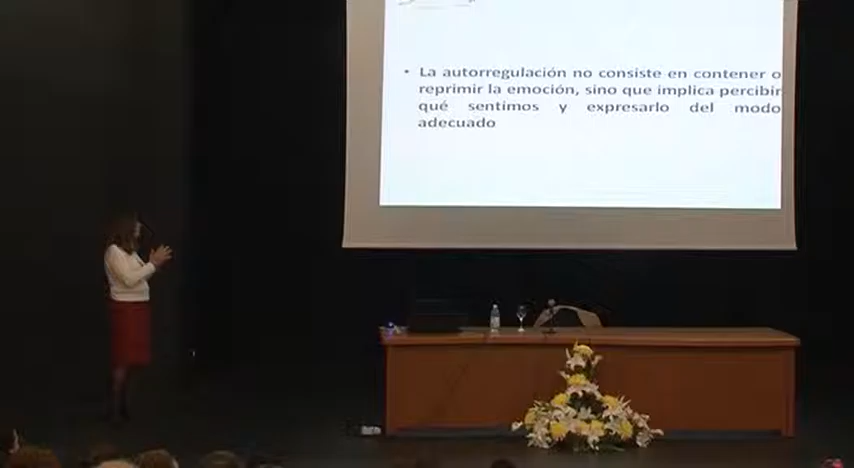 • La autorregulación no consiste en contener o
reprimir la emoción, sino que implica percibir
qué sentimos y expresarlo del modo
adecuado